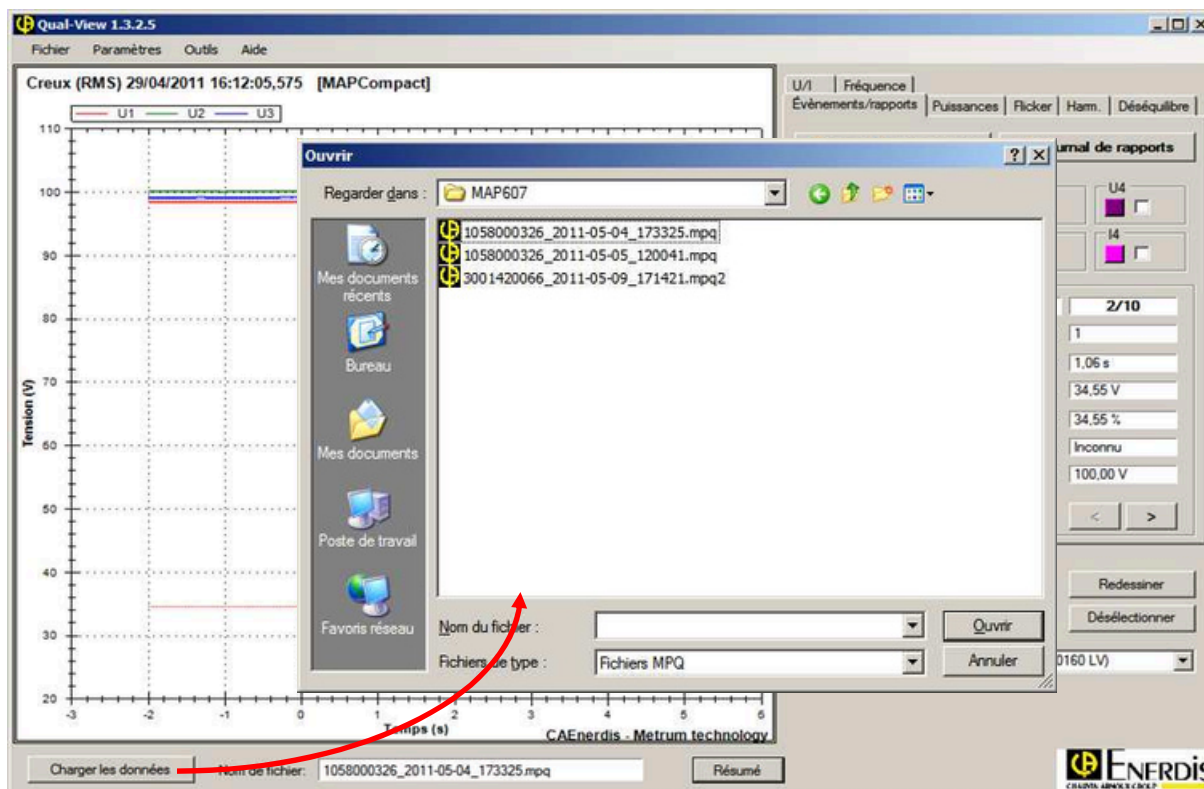 Qual-View 1.3.2.5
Fichier Paramètres Outils Aide
Creux (RMS) 29/04/2011 16:12:05,575 [MAPCompact]
U1 U2 U3
U/I Fréquence
Évènements/rapports Puissances Flicker Harm. Déséquilibre
Ouvrir
Regarder dans : MAP607
1058000326_2011-05-04_173325.mpq
1058000326_2011-05-05_120041.mpq
3001420066_2011-05-09_171421.mpq2
Mes documents
récents
Bureau
Mes documents
Poste de travail
Favoris réseau
Nom du fichier :
Ouvrir
Fichiers de type : Fichiers MPQ
Annuler
de rapports
U4
I4
2/10
1
1,06 s
34,55 V
34,55 %
Inconnu
100,00 V
< >
Redessiner
Désélectionner
0160 LV)
Tension (V)
110
100
90
80
70
60
50
40
30
20
-3 -2 -1 0 1 2 3 4 5 6
Temps (s)
CAEnerdis - Metrum technology
Charger les données Nom de fichier: 1058000326_2011-05-04_173325.mpq Résumé
ENERDIS
CHAUVIN ARNOUX GROUP